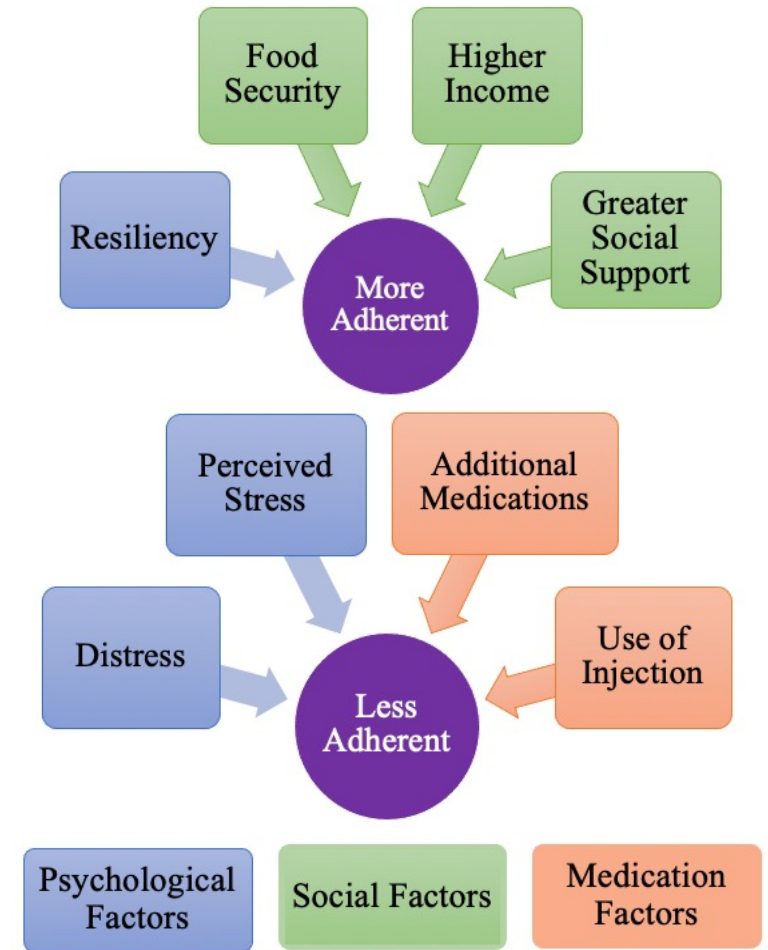 Food
Security
Higher
Income
Resiliency
Greater
Social
Support
More
Adherent
Perceived
Stress
Additional
Medications
Distress
Use of
Injection
Less
Adherent
Psychological
Factors
Social Factors
Medication
Factors